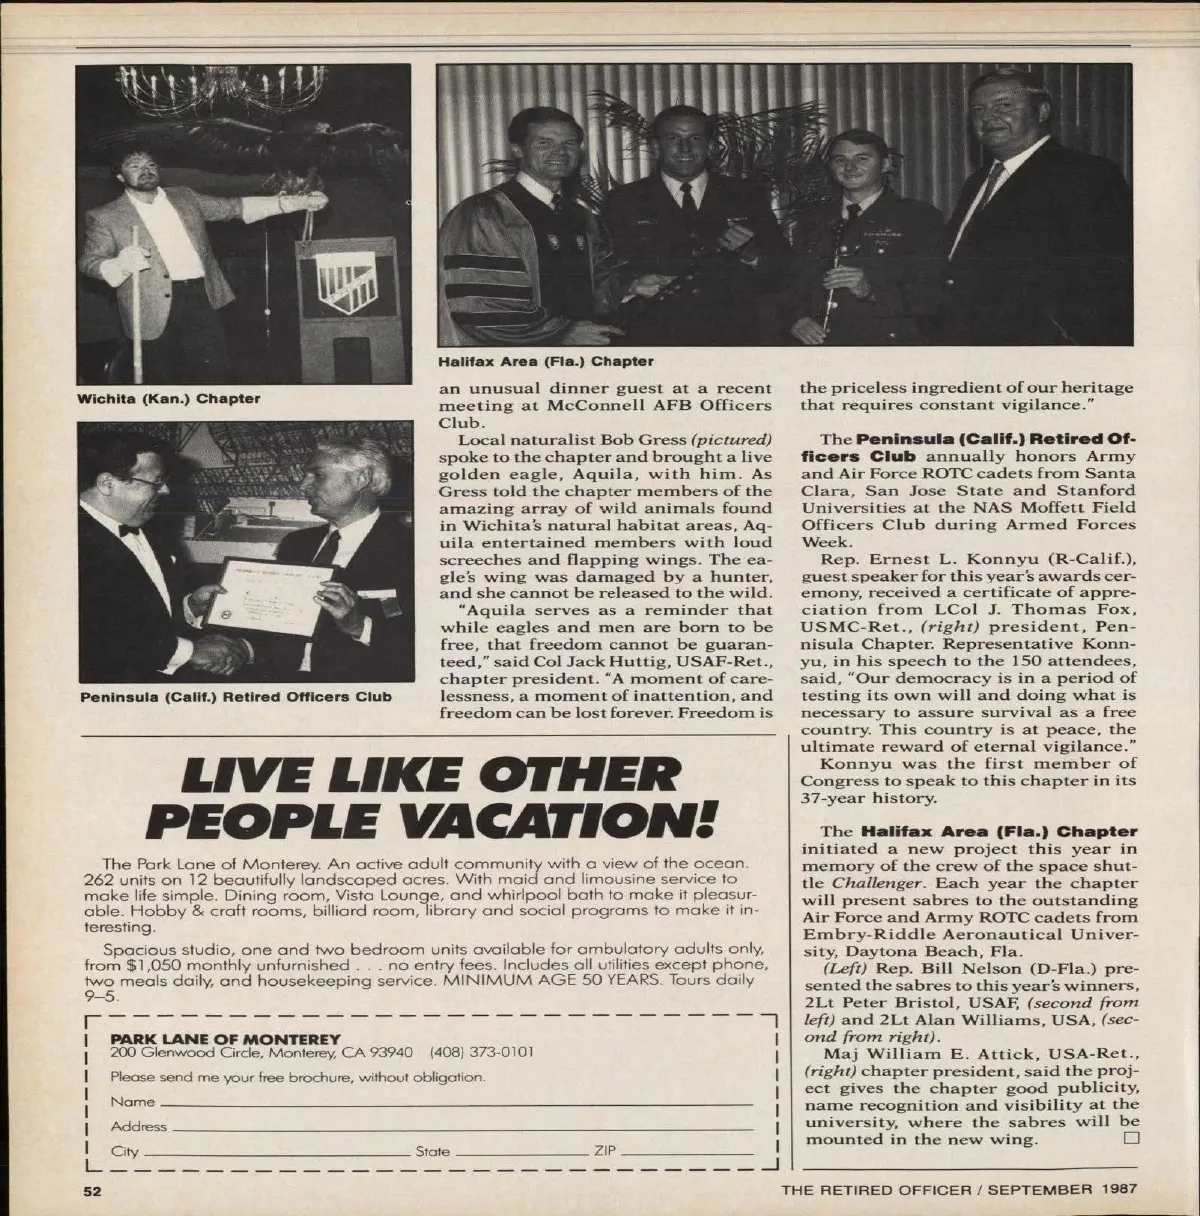 Wichita (Kan.) Chapter
Peninsula (Calif.) Retired Officers Club
Halifax Area (Fla.) Chapter
an unusual dinner guest at a recent
meeting at McConnell AFB Officers
Club.
Local naturalist Bob Gress (pictured)
spoke to the chapter and brought a live
golden eagle, Aquila, with him. As
Gress told the chapter members of the
amazing array of wild animals found
in Wichita's natural habitat areas, Aq-
uila entertained members with loud
screeches and flapping wings. The ea-
gle's wing was damaged by a hunter,
and she cannot be released to the wild.
"Aquila serves as a reminder that
while eagles and men are born to be
free, that freedom cannot be guaran-
teed," said Col Jack Huttig, USAF-Ret.,
chapter president. "A moment of care-
lessness, a moment of inattention, and
freedom can be lost forever. Freedom is
the priceless ingredient of our heritage
that requires constant vigilance."
The Peninsula (Calif.) Retired Of-
ficers Club annually honors Army
and Air Force ROTC cadets from Santa
Clara, San Jose State and Stanford
Universities at the NAS Moffett Field
Officers Club during Armed Forces
Week.
Rep. Ernest L. Konnyu (R-Calif.),
guest speaker for this year's awards cer-
emony, received a certificate of appre-
ciation from LCol J. Thomas Fox,
USMC-Ret., (right) president, Pen-
nisula Chapter. Representative Konn-
yu, in his speech to the 150 attendees,
said, "Our democracy is in a period of
testing its own will and doing what is
necessary to assure survival as a free
country. This country is at peace, the
ultimate reward of eternal vigilance."
Konnyu was the first member of
Congress to speak to this chapter in its
37-year history.
The Halifax Area (Fla.) Chapter
initiated a new project this year in
memory of the crew of the space shut-
tle Challenger. Each year the chapter
will present sabres to the outstanding
Air Force and Army ROTC cadets from
Embry-Riddle Aeronautical Univer-
sity, Daytona Beach, Fla.
(Left) Rep. Bill Nelson (D-Fla.) pre-
sented the sabres to this year's winners,
2Lt Peter Bristol, USAF, (second from
left) and 2Lt Alan Williams, USA, (sec-
ond from right).
Maj William E. Attick, USA-Ret.,
(right) chapter president, said the proj-
ect gives the chapter good publicity,
name recognition and visibility at the
university, where the sabres will be
mounted in the new wing.
LIVE LIKE OTHER
PEOPLE VACATION!
The Park Lane of Monterey. An active adult community with a view of the ocean.
262 units on 12 beautifully landscaped acres. With maid and limousine service to
make life simple. Dining room, Vista Lounge, and whirlpool bath to make it pleasur-
able. Hobby & craft rooms, billiard room, library and social programs to make it in-
teresting.
Spacious studio, one and two bedroom units available for ambulatory adults only,
from $1,050 monthly unfurnished . . . no entry fees. Includes all utilities except phone,
two meals daily, and housekeeping service. MINIMUM AGE 50 YEARS. Tours daily
9–5.
PARK LANE OF MONTEREY
200 Glenwood Circle, Monterey, CA 93940 (408) 373-0101
Please send me your free brochure, without obligation.
Name
Address
City State ZIP
52
THE RETIRED OFFICER / SEPTEMBER 1987